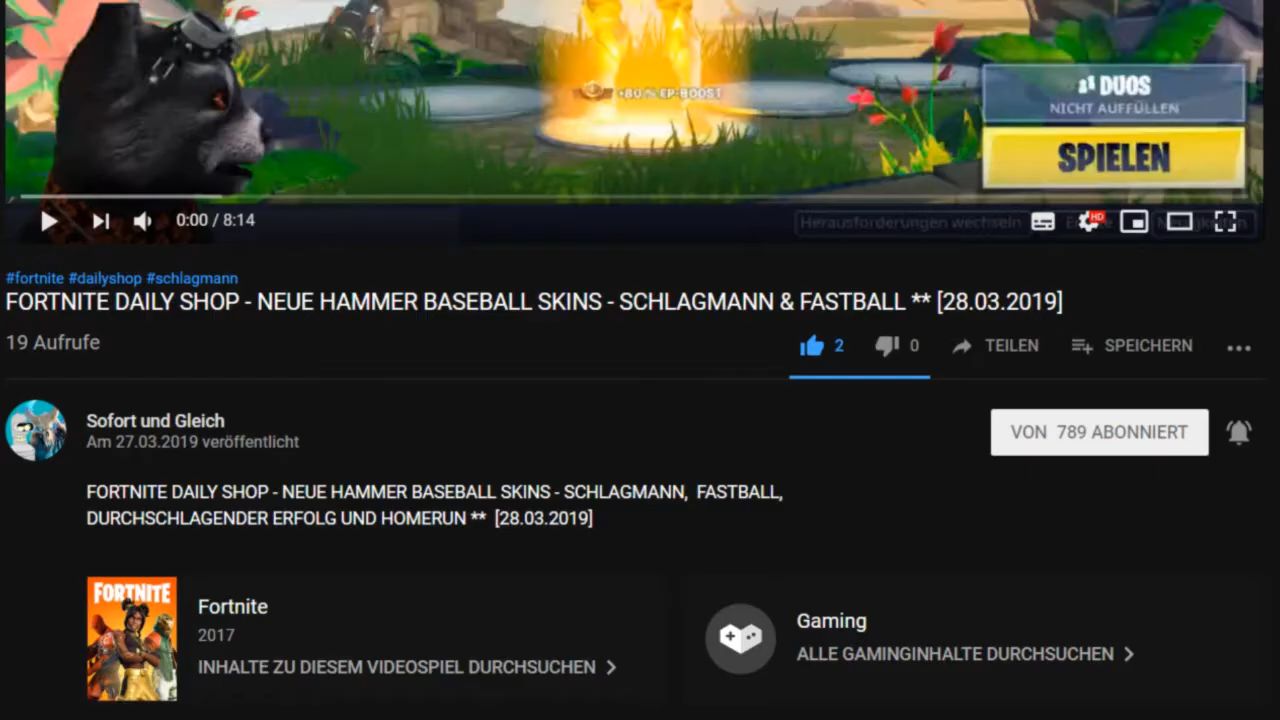 +80 % EP-BOOST
DUOS
NICHT AUFFÜLLEN
SPIELEN
0:00 / 8:14
Herausforderungen wechseln
HD
#fortnite #dailyshop #schlagmann
FORTNITE DAILY SHOP - NEUE HAMMER BASEBALL SKINS - SCHLAGMANN & FASTBALL ** [28.03.2019]
19 Aufrufe
2
0
TEILEN
SPEICHERN
Sofort und Gleich
Am 27.03.2019 veröffentlicht
VON 789 ABONNIERT
FORTNITE DAILY SHOP - NEUE HAMMER BASEBALL SKINS - SCHLAGMANN, FASTBALL,
DURCHSCHLAGENDER ERFOLG UND HOMERUN ** [28.03.2019]
FORTNITE
Fortnite
2017
INHALTE ZU DIESEM VIDEOSPIEL DURCHSUCHEN
Gaming
ALLE GAMINGINHALTE DURCHSUCHEN